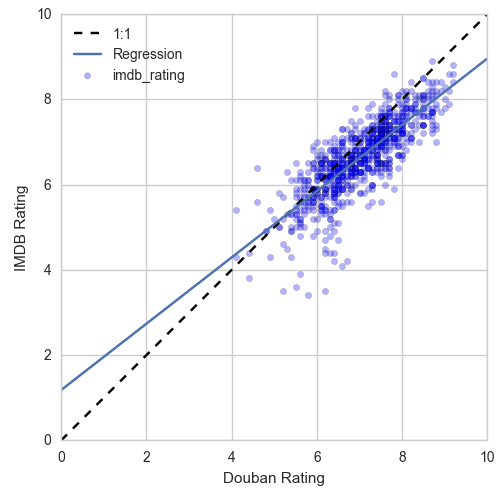 10
8
6
4
2
0
IMDB Rating
1:1
Regression
imdb_rating
0 2 4 6 8 10
Douban Rating